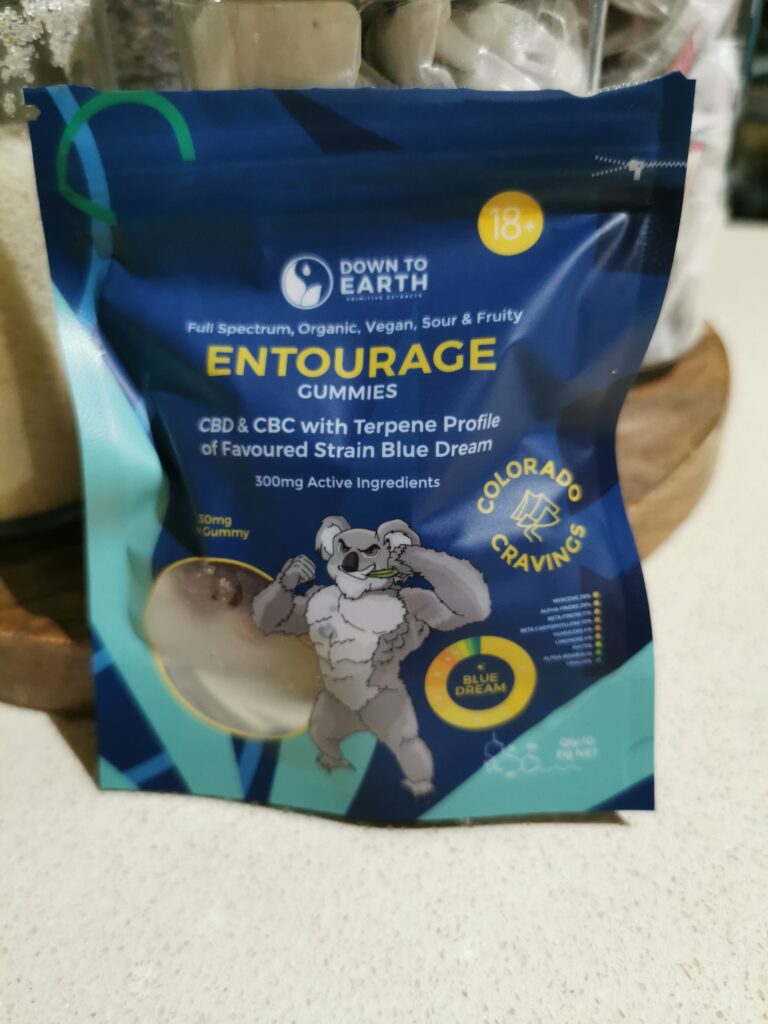 18+
DOWN TO
EARTH
PRIMITIVE EXTRACTS
Full Spectrum, Organic, Vegan, Sour & Fruity
ENTOURAGE
GUMMIES
CBD & CBC with Terpene Profile
of Favoured Strain Blue Dream
300mg Active Ingredients
COLORADO
CRAVINGS
30mg
Gummy
BLUE
DREAM